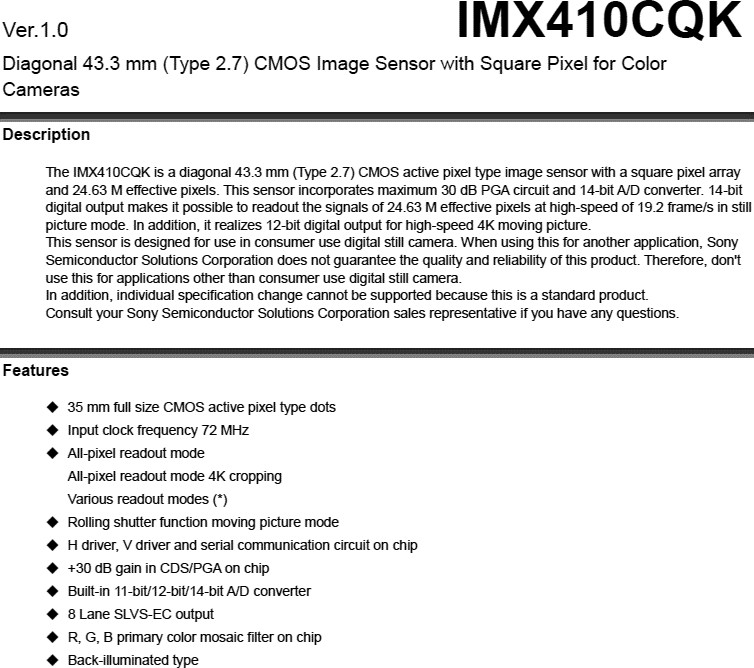 Ver.1.0
IMX410CQK
Diagonal 43.3 mm (Type 2.7) CMOS Image Sensor with Square Pixel for Color
Cameras
Description
The IMX410CQK is a diagonal 43.3 mm (Type 2.7) CMOS active pixel type image sensor with a square pixel array
and 24.63 M effective pixels. This sensor incorporates maximum 30 dB PGA circuit and 14-bit A/D converter. 14-bit
digital output makes it possible to readout the signals of 24.63 M effective pixels at high-speed of 19.2 frame/s in still
picture mode. In addition, it realizes 12-bit digital output for high-speed 4K moving picture.
This sensor is designed for use in consumer use digital still camera. When using this for another application, Sony
Semiconductor Solutions Corporation does not guarantee the quality and reliability of this product. Therefore, don't
use this for applications other than consumer use digital still camera.
In addition, individual specification change cannot be supported because this is a standard product.
Consult your Sony Semiconductor Solutions Corporation sales representative if you have any questions.
Features
◆ 35 mm full size CMOS active pixel type dots
◆ Input clock frequency 72 MHz
◆ All-pixel readout mode
All-pixel readout mode 4K cropping
Various readout modes (*)
◆ Rolling shutter function moving picture mode
◆ H driver, V driver and serial communication circuit on chip
◆ +30 dB gain in CDS/PGA on chip
◆ Built-in 11-bit/12-bit/14-bit A/D converter
◆ 8 Lane SLVS-EC output
◆ R, G, B primary color mosaic filter on chip
◆ Back-illuminated type